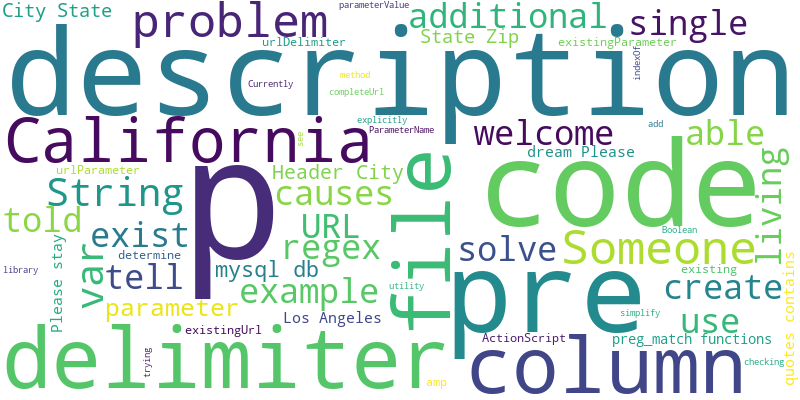 City State
problem
parameterValue
additional
single
urlDelimiter
State Zip
existingParameter
description
Currently
method
completeUrl
indexOf
California
explicitly
ParameterName
welcome
add
able
see
dream Please
urlParameter
p
Header City
code
living
String
causes
file
told
exist
URL
regex
Someone
var
Please stay
determine
solve
Boolean
library
tell
mysql db
pre
existing
quotes contains
example
utility
create
parameter
Los Angeles
simplify
use
existingUrl
ActionScript
preg_match functions
delimiter
trying
column
checking
amp